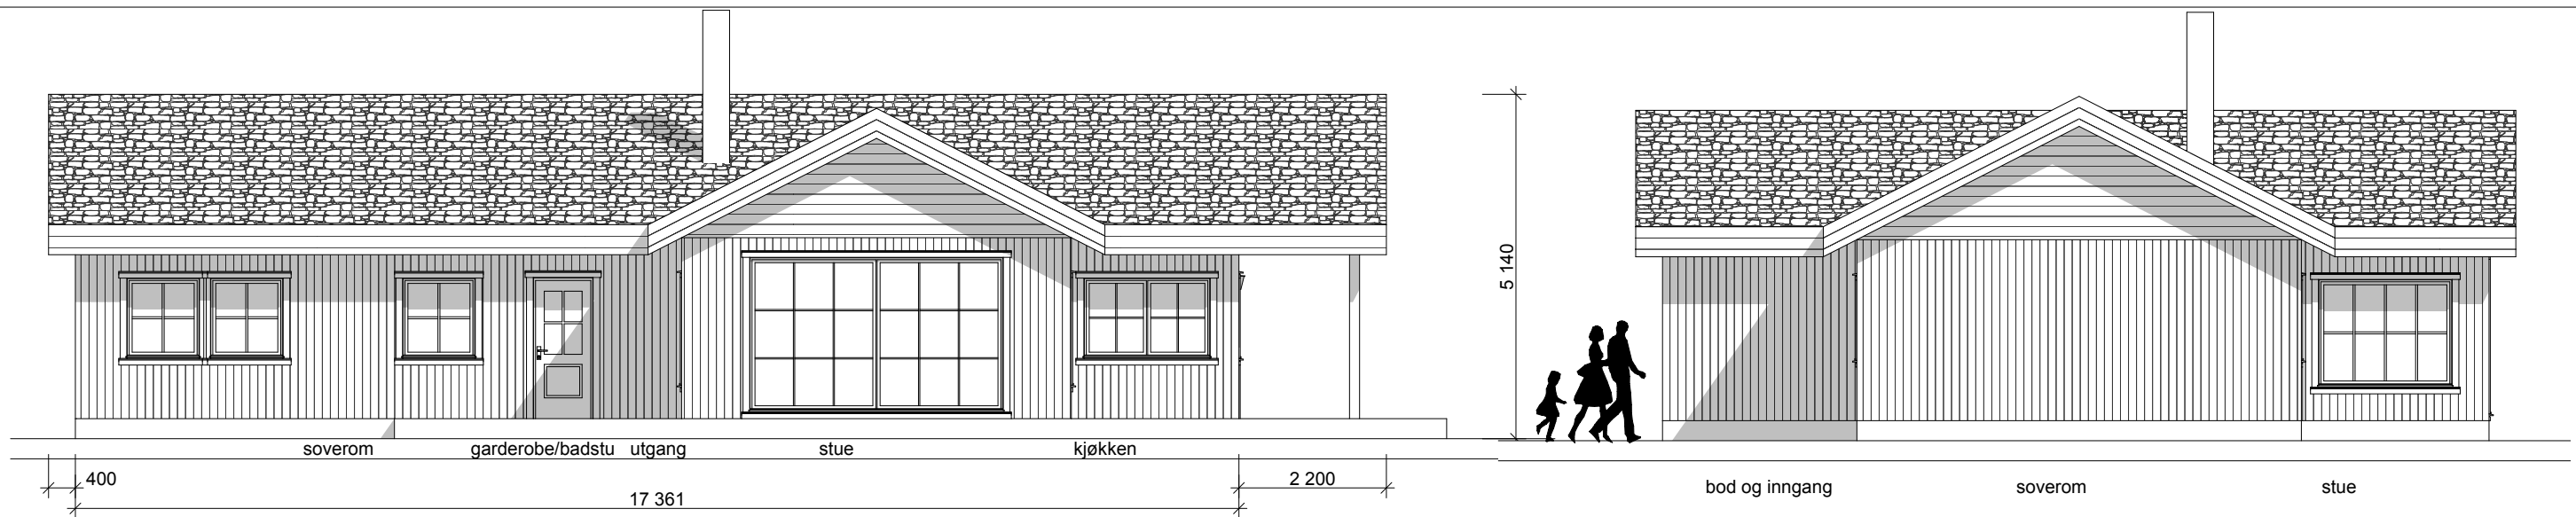 5 140
soverom garderobe/badstu utgang stue kjøkken
400 2 200
17 361
bod og inngang soverom stue